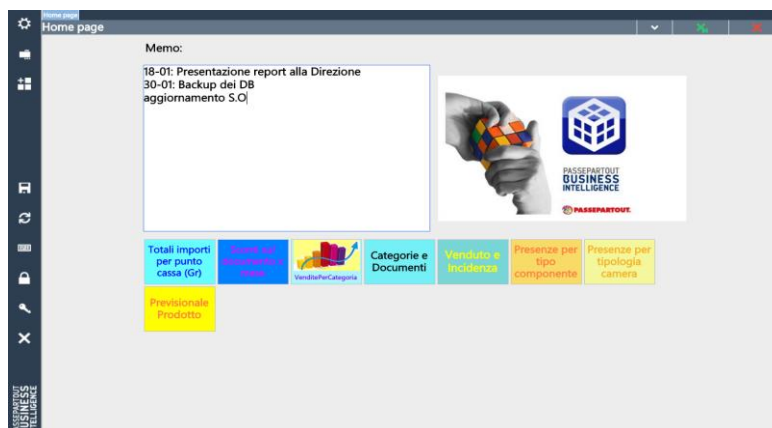 Home page
Home page
Memo:
18-01: Presentazione report alla Direzione
30-01: Backup dei DB
aggiornamento S.O
PASSEPARTOUT
BUSINESS
INTELLIGENCE
PASSEPARTOUT.
Totali importi
per punto
cassa (Gr)
VenditePerCategoria
Categorie e
Documenti
Venduto e
Incidenza
Presenze per
tipo
componente
Presenze per
tipologia
camera
Previsionale
Prodotto
PASSEPARTOUT
BUSINESS
INTELLIGENCE